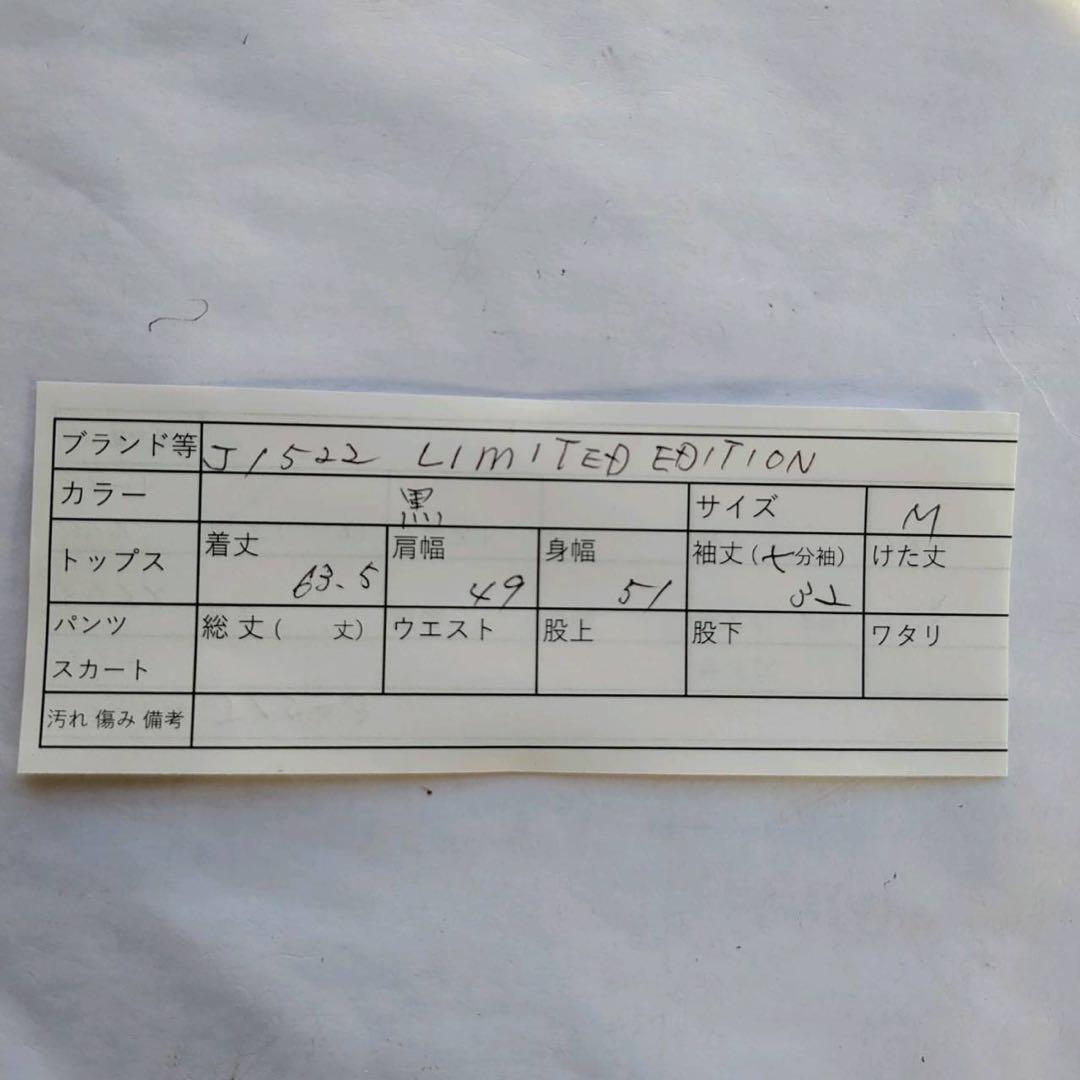 ブランド等 J1522 LIMITED EDITION
カラー 黒 サイズ M
トップス 着丈 63.5 肩幅 49 身幅 51 袖丈(七分袖) 32 けた丈
パンツ スカート 総丈( 丈) ウエスト 股上 股下 ワタリ
汚れ 傷み 備考